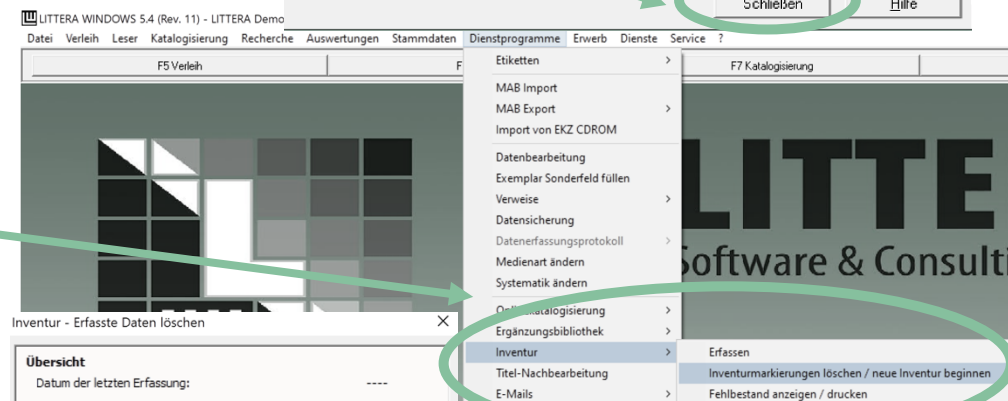 Schließen Hilfe
LITTERA WINDOWS 5.4 (Rev. 11) - LITTERA Demo
Datei Verleih Leser Katalogisierung Recherche Auswertungen Stammdaten Dienstprogramme Erwerb Dienste Service ?
F5 Verleih F7 Katalogisierung
Etiketten >
MAB Import
MAB Export >
Import von EKZ CDROM
Datenbearbeitung
Exemplar Sonderfeld füllen
Verweise >
Datensicherung
Datenerfassungsprotokoll >
Medienart ändern
Systematik ändern
Ergänzungsbibliothek >
Inventur >
Titel-Nachbearbeitung
E-Mails >
Erfassen
Inventurmarkierungen löschen / neue Inventur beginnen
Fehlbestand anzeigen / drucken
LITTE
Software & Consulti
Inventur - Erfasste Daten löschen
Übersicht
Datum der letzten Erfassung: ----